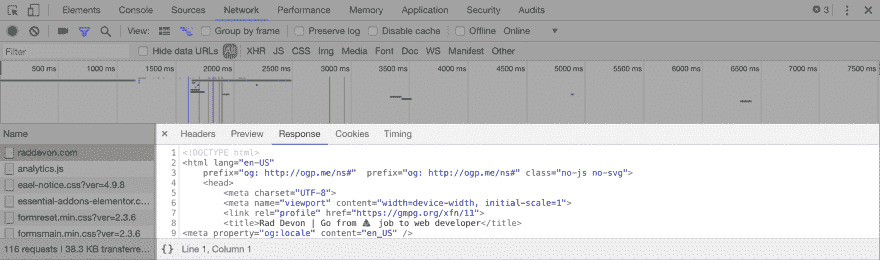 Elements Console Sources Network Performance Memory Application Security Audits 3
View: Group by frame Preserve log Disable cache Offline Online
Filter Hide data URLs All XHR JS CSS Img Media Font Doc WS Manifest Other
500 ms 1000 ms 1500 ms 2000 ms 2500 ms 3000 ms 3500 ms 4000 ms 4500 ms 5000 ms 5500 ms 6000 ms 6500 ms 7000 ms 7500 ms
Name
raddevon.com
analytics.js
eael-notice.css?ver=4.9.8
essential-addons-elementor.c...
formreset.min.css?ver=2.3.6
formsmain.min.css?ver=2.3.6
116 requests | 38.3 KB transferre...
× Headers Preview Response Cookies Timing
1 <!DOCTYPE html>
2 <html lang="en-US"
3 prefix="og: http://ogp.me/ns#" prefix="og: http://ogp.me/ns#" class="no-js no-svg">
4 <head>
5 <meta charset="UTF-8">
6 <meta name="viewport" content="width=device-width, initial-scale=1">
7 <link rel="profile" href="https://gmpg.org/xfn/11">
8 <title>Rad Devon | Go from 💩 job to web developer</title>
9 <meta property="og:locale" content="en_US" />
{} Line 1, Column 1